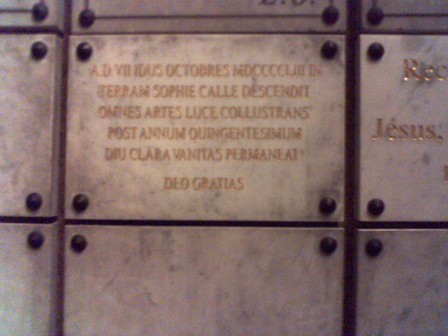 A.D VII IDUS OCTOBRES MDCCCCLIII IN
TERRAM SOPHIE CALLE DESCENDIT
OMNES ARTES LUCE COLLUSTRANS
POST ANNUM QUINGENTESIMUM
DIU CLARA VANITAS PERMANEAT
DEO GRATIAS
Jésus,